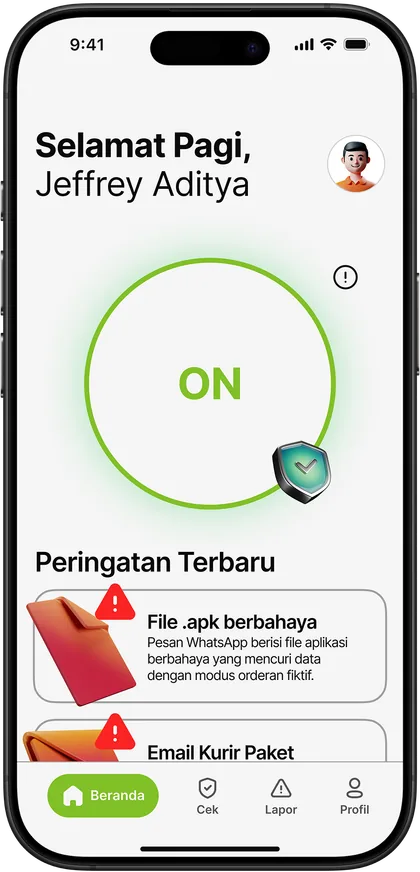 9:41
Selamat Pagi,
Jeffrey Aditya
ON
Peringatan Terbaru
File .apk berbahaya
Pesan WhatsApp berisi file aplikasi
berbahaya yang mencuri data
dengan modus orderan fiktif.
Email Kurir Paket
Beranda
Cek
Lapor
Profil